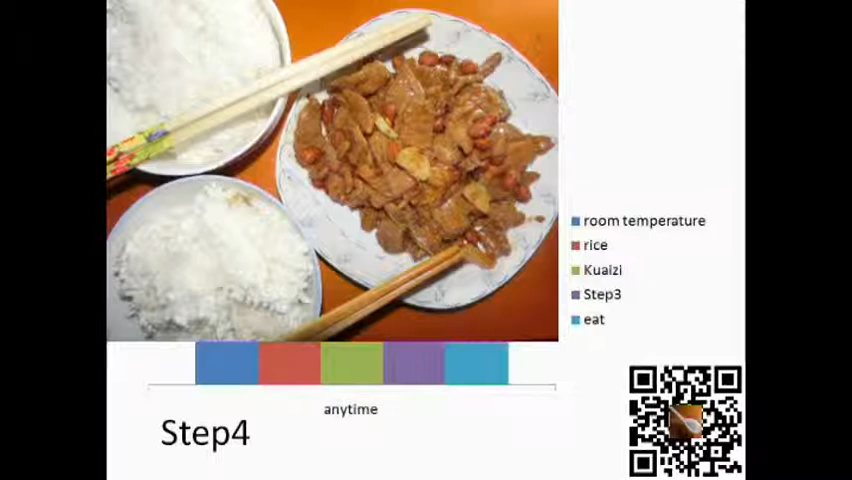 room temperature
rice
Kuaizi
Step3
eat
anytime
Step4